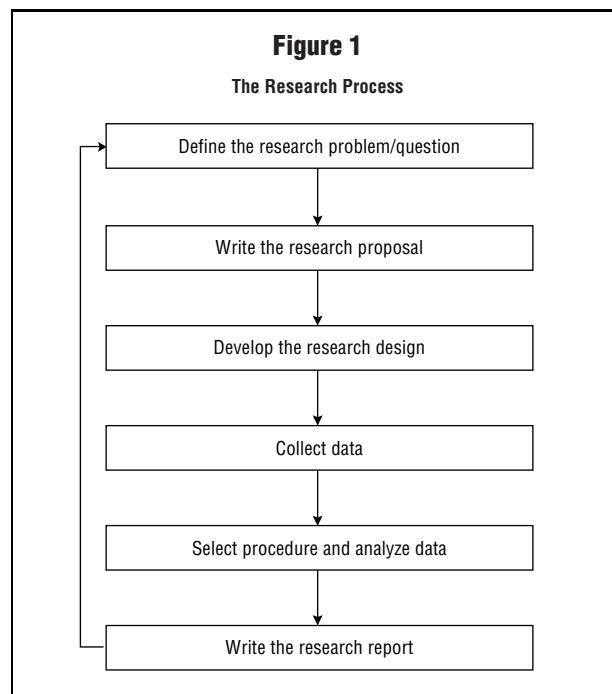 Figure 1
The Research Process
Define the research problem/question
Write the research proposal
Develop the research design
Collect data
Select procedure and analyze data
Write the research report